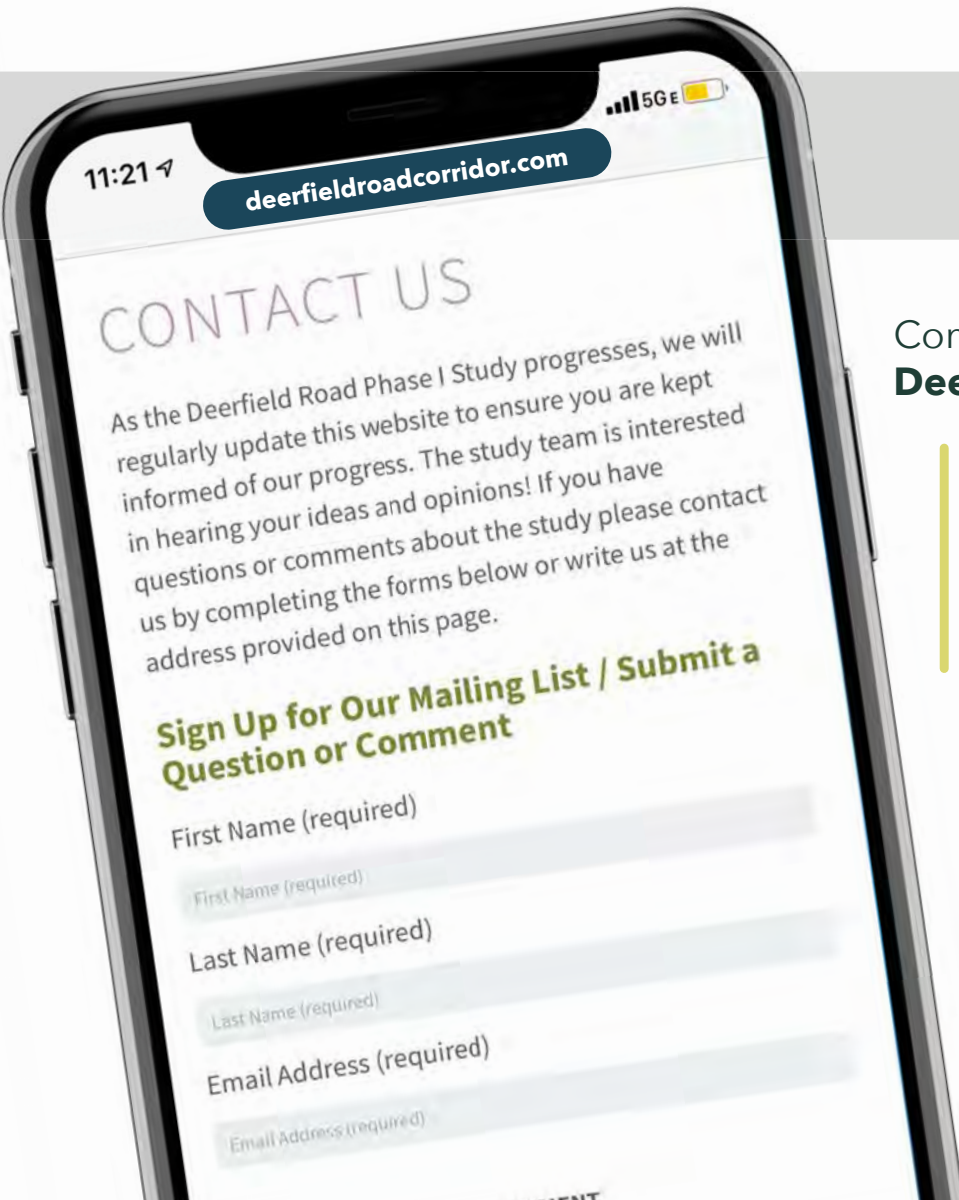 11:21
5GE
deerfieldroadcorridor.com
CONTACT US
As the Deerfield Road Phase I Study progresses, we will
regularly update this website to ensure you are kept
informed of our progress. The study team is interested
in hearing your ideas and opinions! If you have
questions or comments about the study please contact
us by completing the forms below or write us at the
address provided on this page.
Sign Up for Our Mailing List / Submit a
Question or Comment
First Name (required)
First Name (required)
Last Name (required)
Last Name (required)
Email Address (required)
Email Address (required)